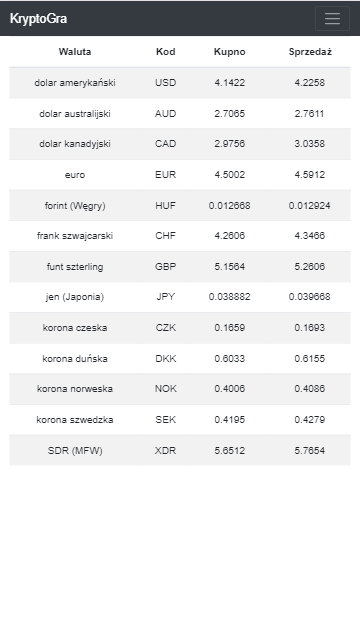 KryptoGra
Waluta Kod Kupno Sprzedaż
dolar amerykański USD 4.1422 4.2258
dolar australijski AUD 2.7065 2.7611
dolar kanadyjski CAD 2.9756 3.0358
euro EUR 4.5002 4.5912
forint (Węgry) HUF 0.012668 0.012924
frank szwajcarski CHF 4.2606 4.3466
funt szterling GBP 5.1564 5.2606
jen (Japonia) JPY 0.038882 0.039668
korona czeska CZK 0.1659 0.1693
korona duńska DKK 0.6033 0.6155
korona norweska NOK 0.4006 0.4086
korona szwedzka SEK 0.4195 0.4279
SDR (MFW) XDR 5.6512 5.7654